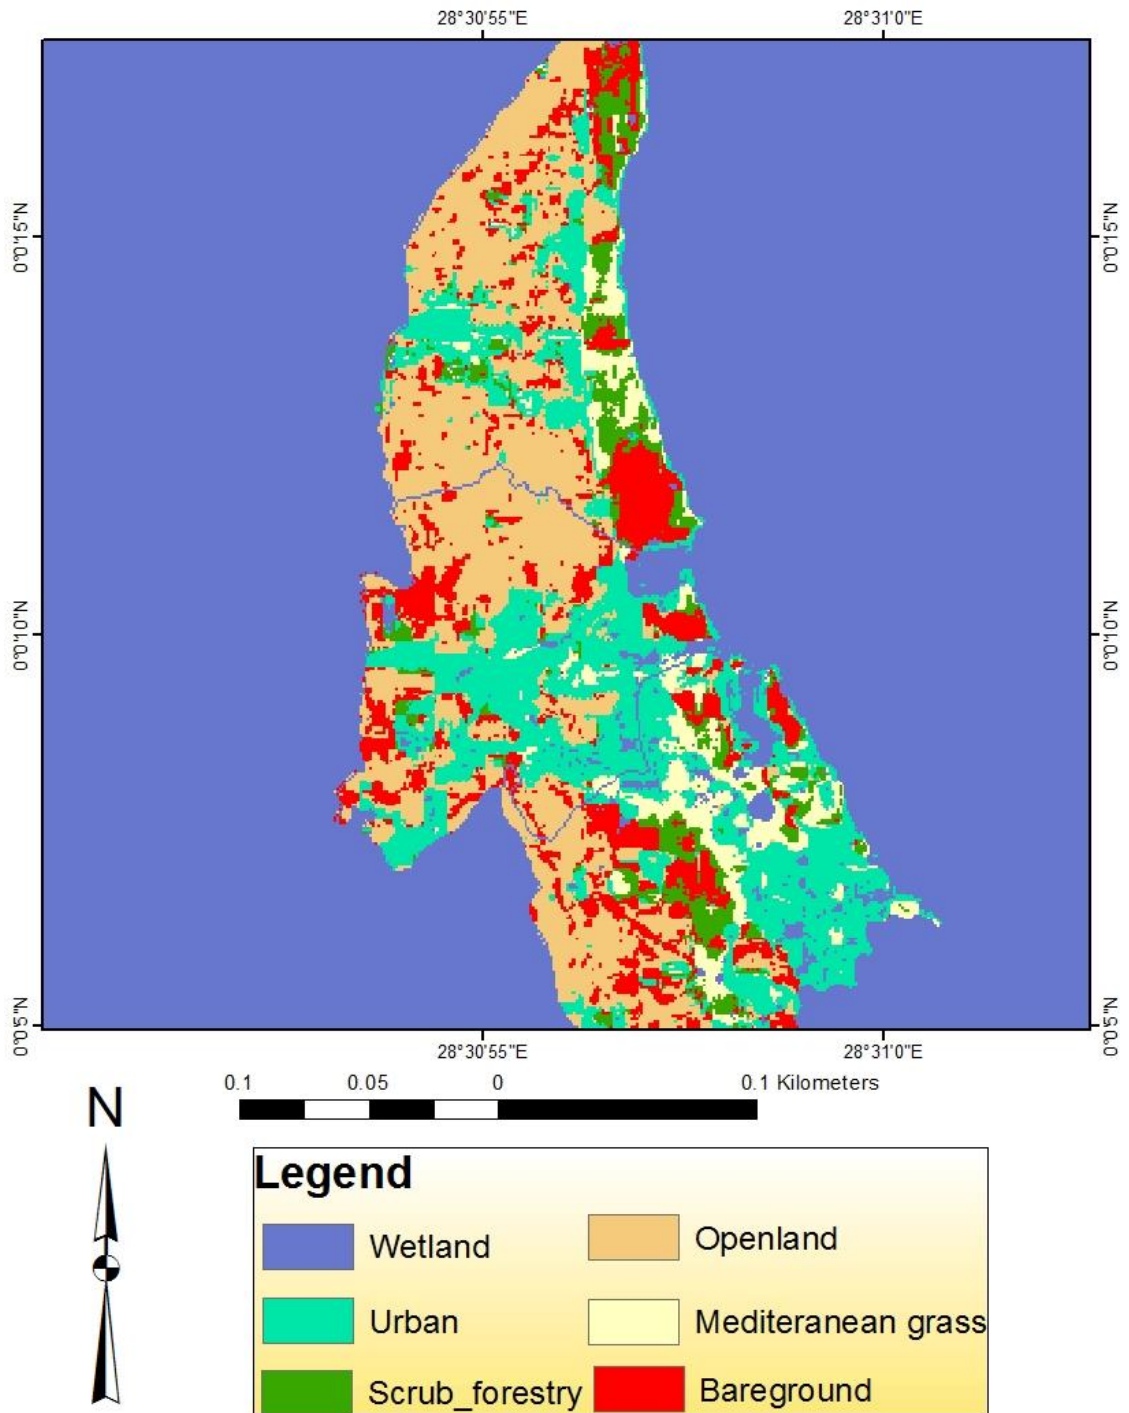 28°30'55"E 28°31'0"E
0°0'15"N 0°0'15"N
0°0'10"N 0°0'10"N
0°0'5"N 0°0'5"N
28°30'55"E 28°31'0"E
0.1 0.05 0 0.1 Kilometers
N
Legend
Wetland Openland
Urban Mediteranean grass
Scrub_forestry Bareground